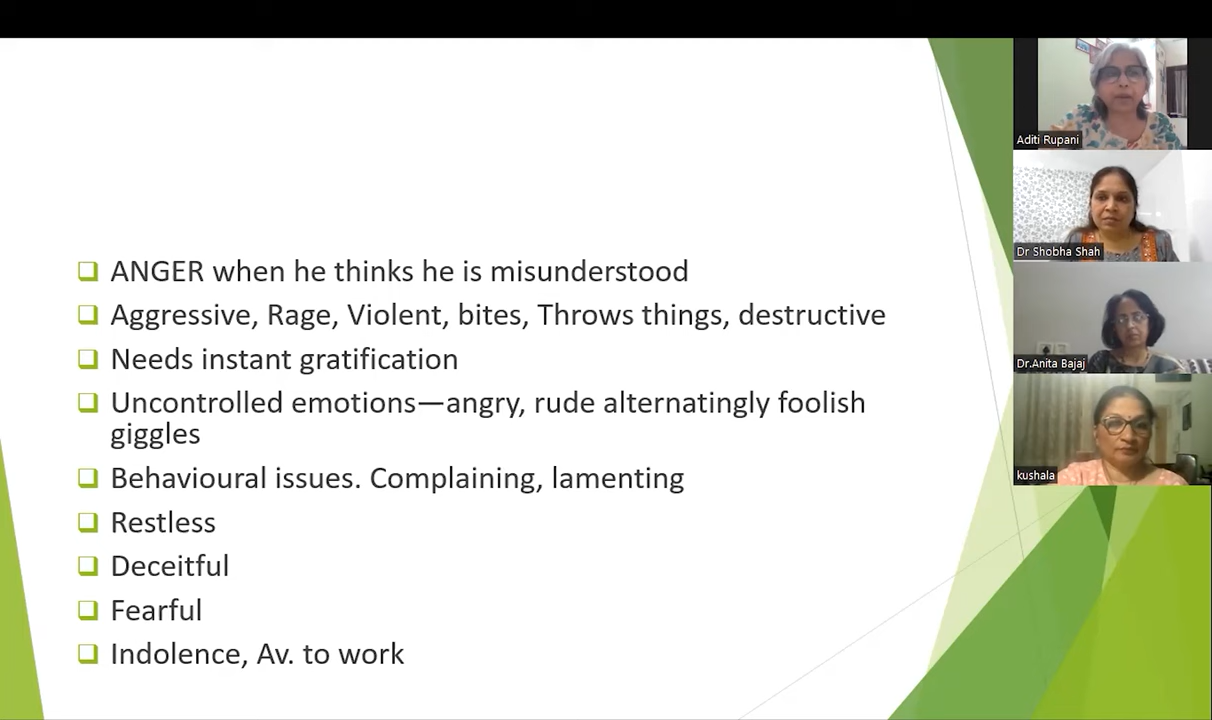 ANGER when he thinks he is misunderstood
Aggressive, Rage, Violent, bites, Throws things, destructive
Needs instant gratification
Uncontrolled emotions—angry, rude alternatingly foolish
giggles
Behavioural issues. Complaining, lamenting
Restless
Deceitful
Fearful
Indolence, Av. to work
Aditi Rupani
Dr Shobha Shah
Dr.Anita Bajaj
kushala